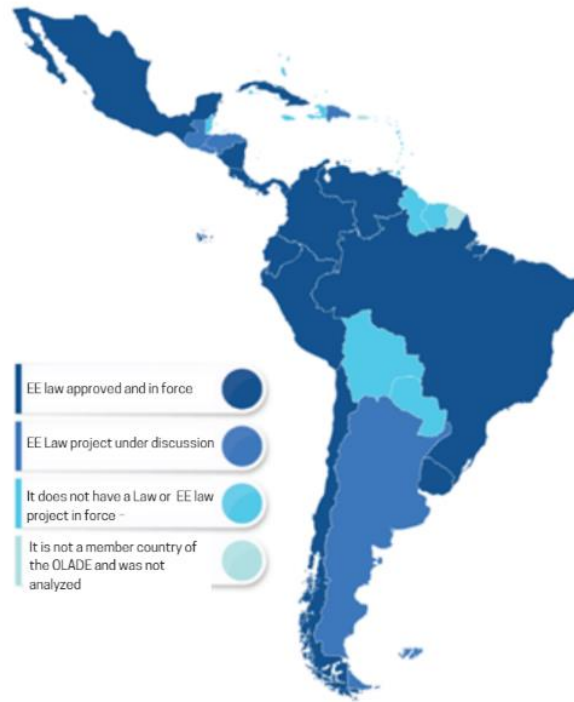 EE law approved and in force
EE Law project under discussion
It does not have a Law or EE law
project in force -
It is not a member country of
the OLADE and was not
analyzed